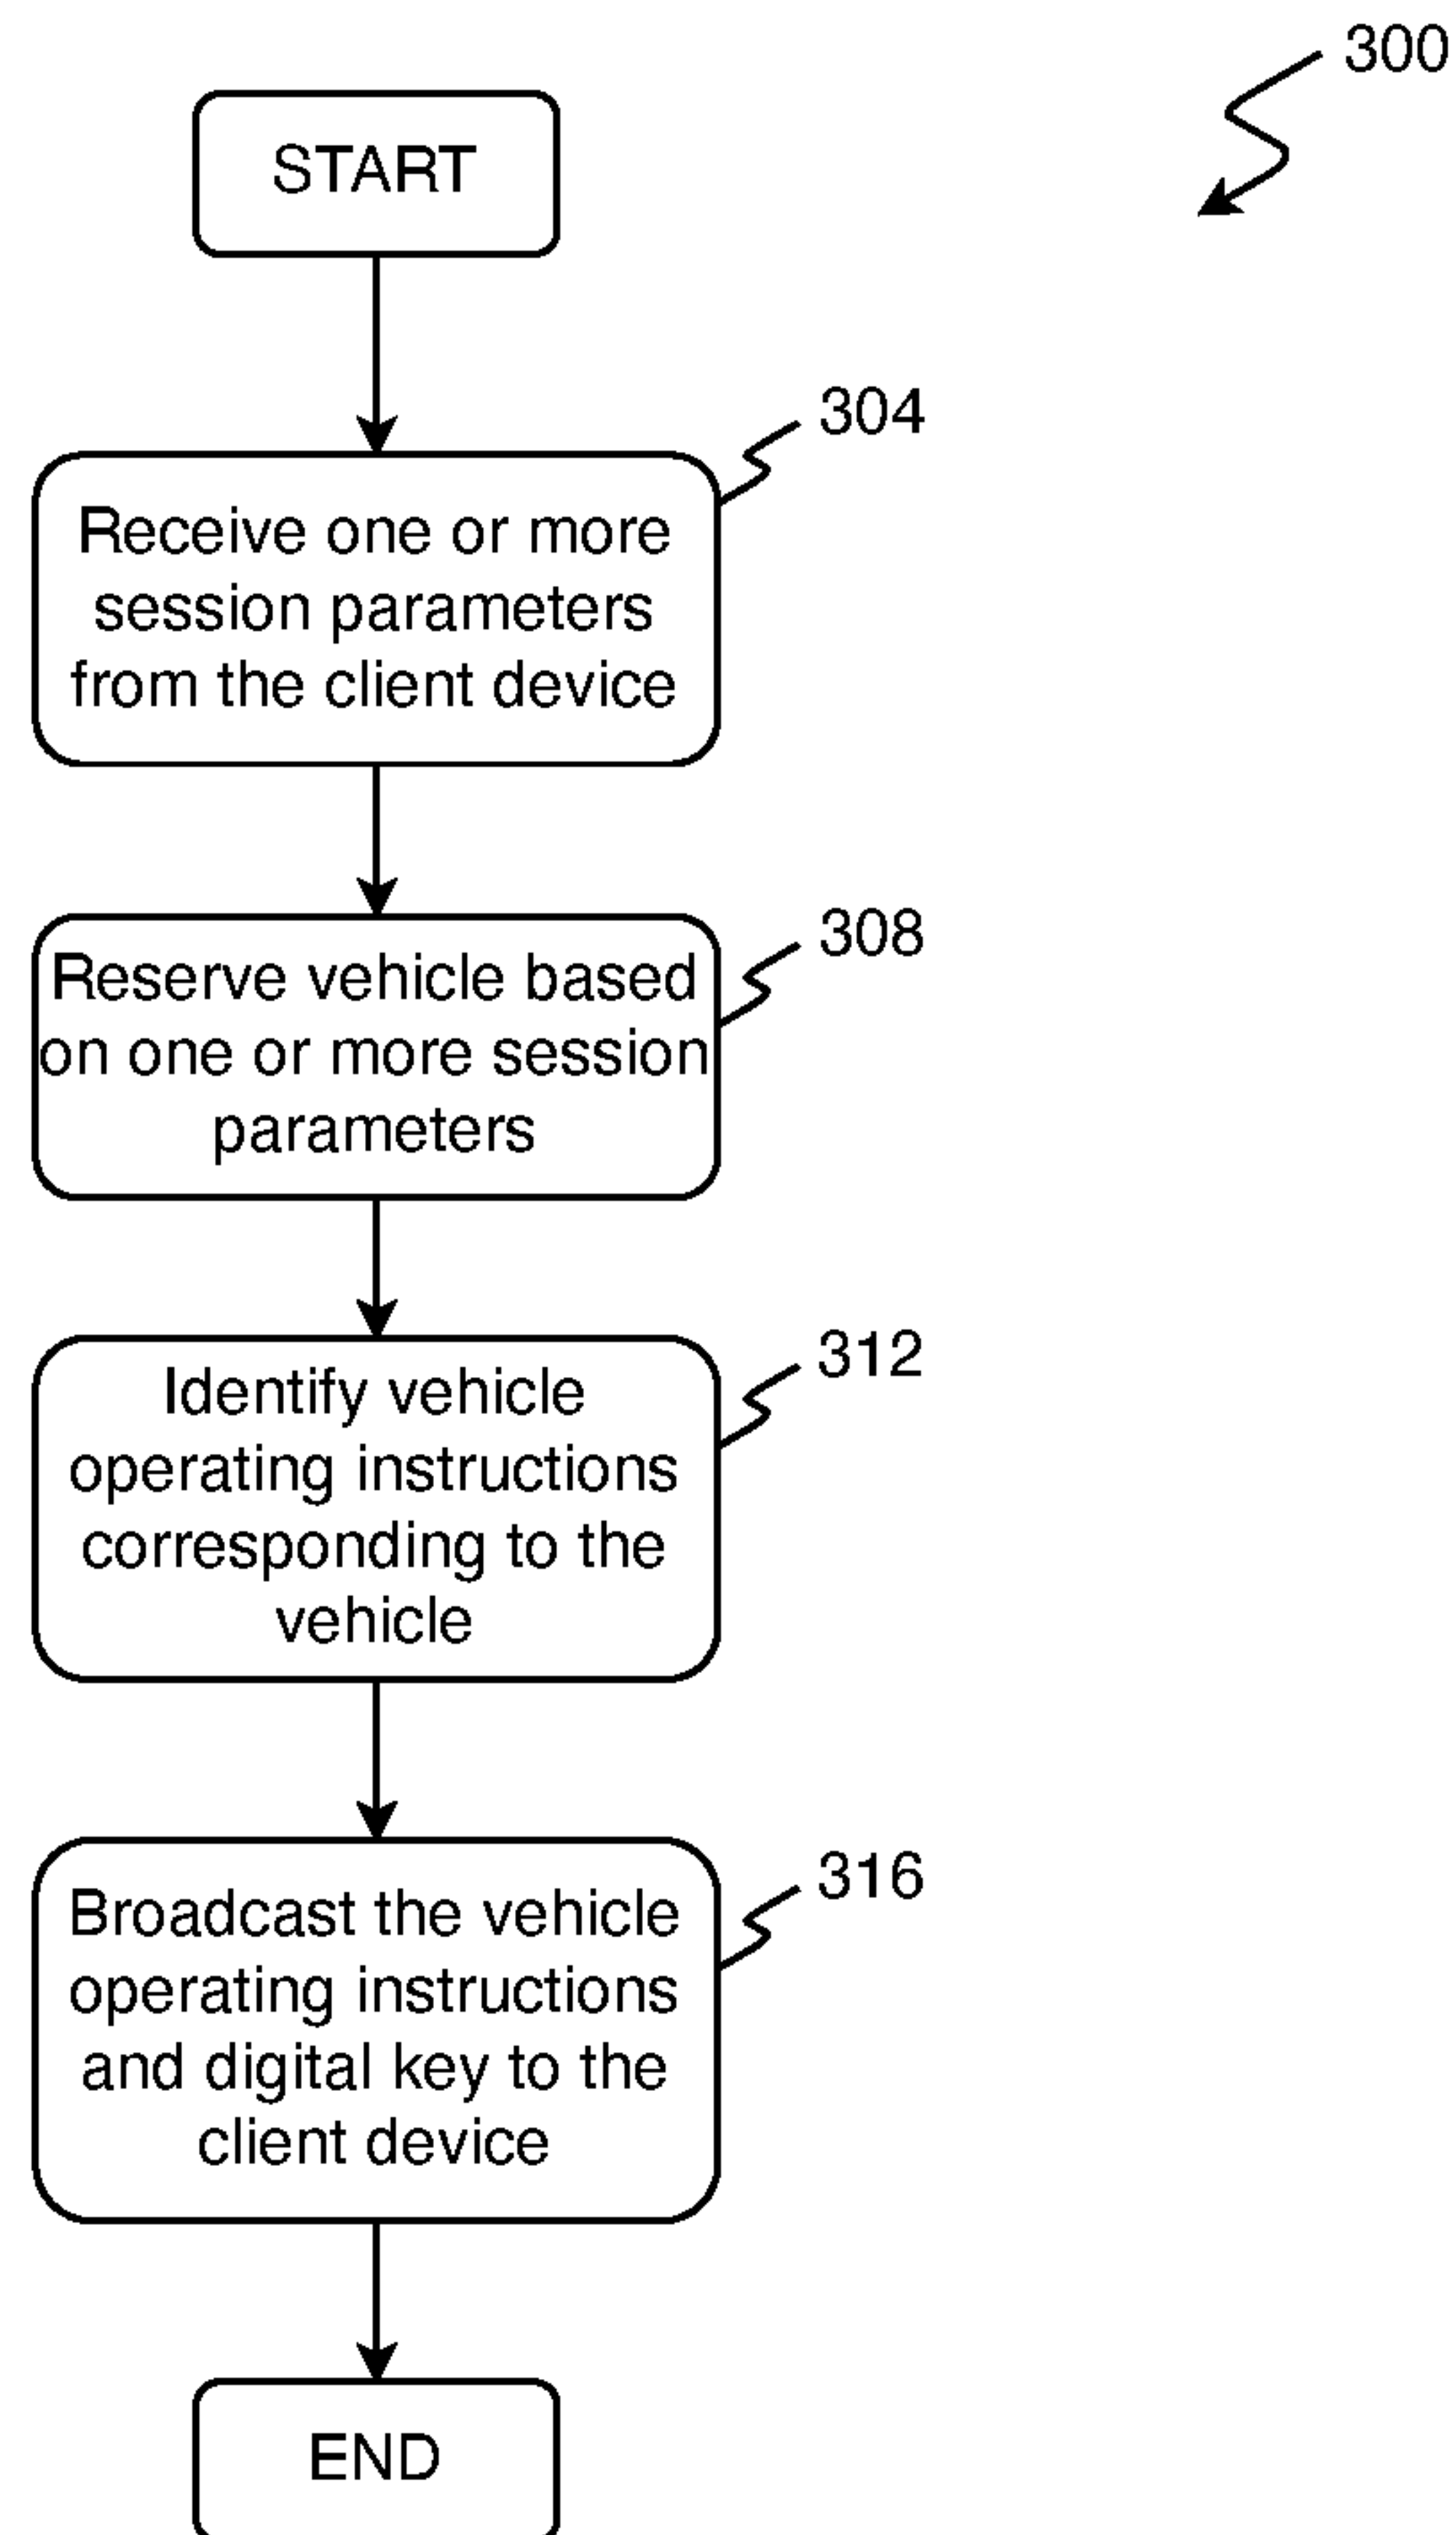 300
START
304
Receive one or more
session parameters
from the client device
308
Reserve vehicle based
on one or more session
parameters
312
Identify vehicle
operating instructions
corresponding to the
vehicle
316
Broadcast the vehicle
operating instructions
and digital key to the
client device
END